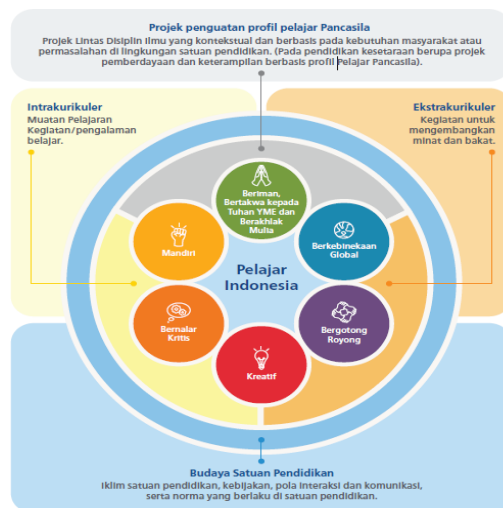 Projek penguatan profil pelajar Pancasila
Projek Lintas Disiplin Ilmu yang kontekstual dan berbasis pada kebutuhan masyarakat atau
permasalahan di lingkungan satuan pendidikan. (Pada pendidikan kesetaraan berupa projek
pemberdayaan dan keterampilan berbasis profil Pelajar Pancasila).
Intrakurikuler
Muatan Pelajaran
Kegiatan/pengalaman
belajar.
Ekstrakurikuler
Kegiatan untuk
mengembangkan
minat dan bakat.
Beriman,
Bertakwa kepada
Tuhan YME dan
Berakhlak
Mulia
Mandiri
Berkebinekaan
Global
Pelajar
Indonesia
Bernalar
Kritis
Bergotong
Royong
Kreatif
Budaya Satuan Pendidikan
Iklim satuan pendidikan, kebijakan, pola interaksi dan komunikasi,
serta norma yang berlaku di satuan pendidikan.